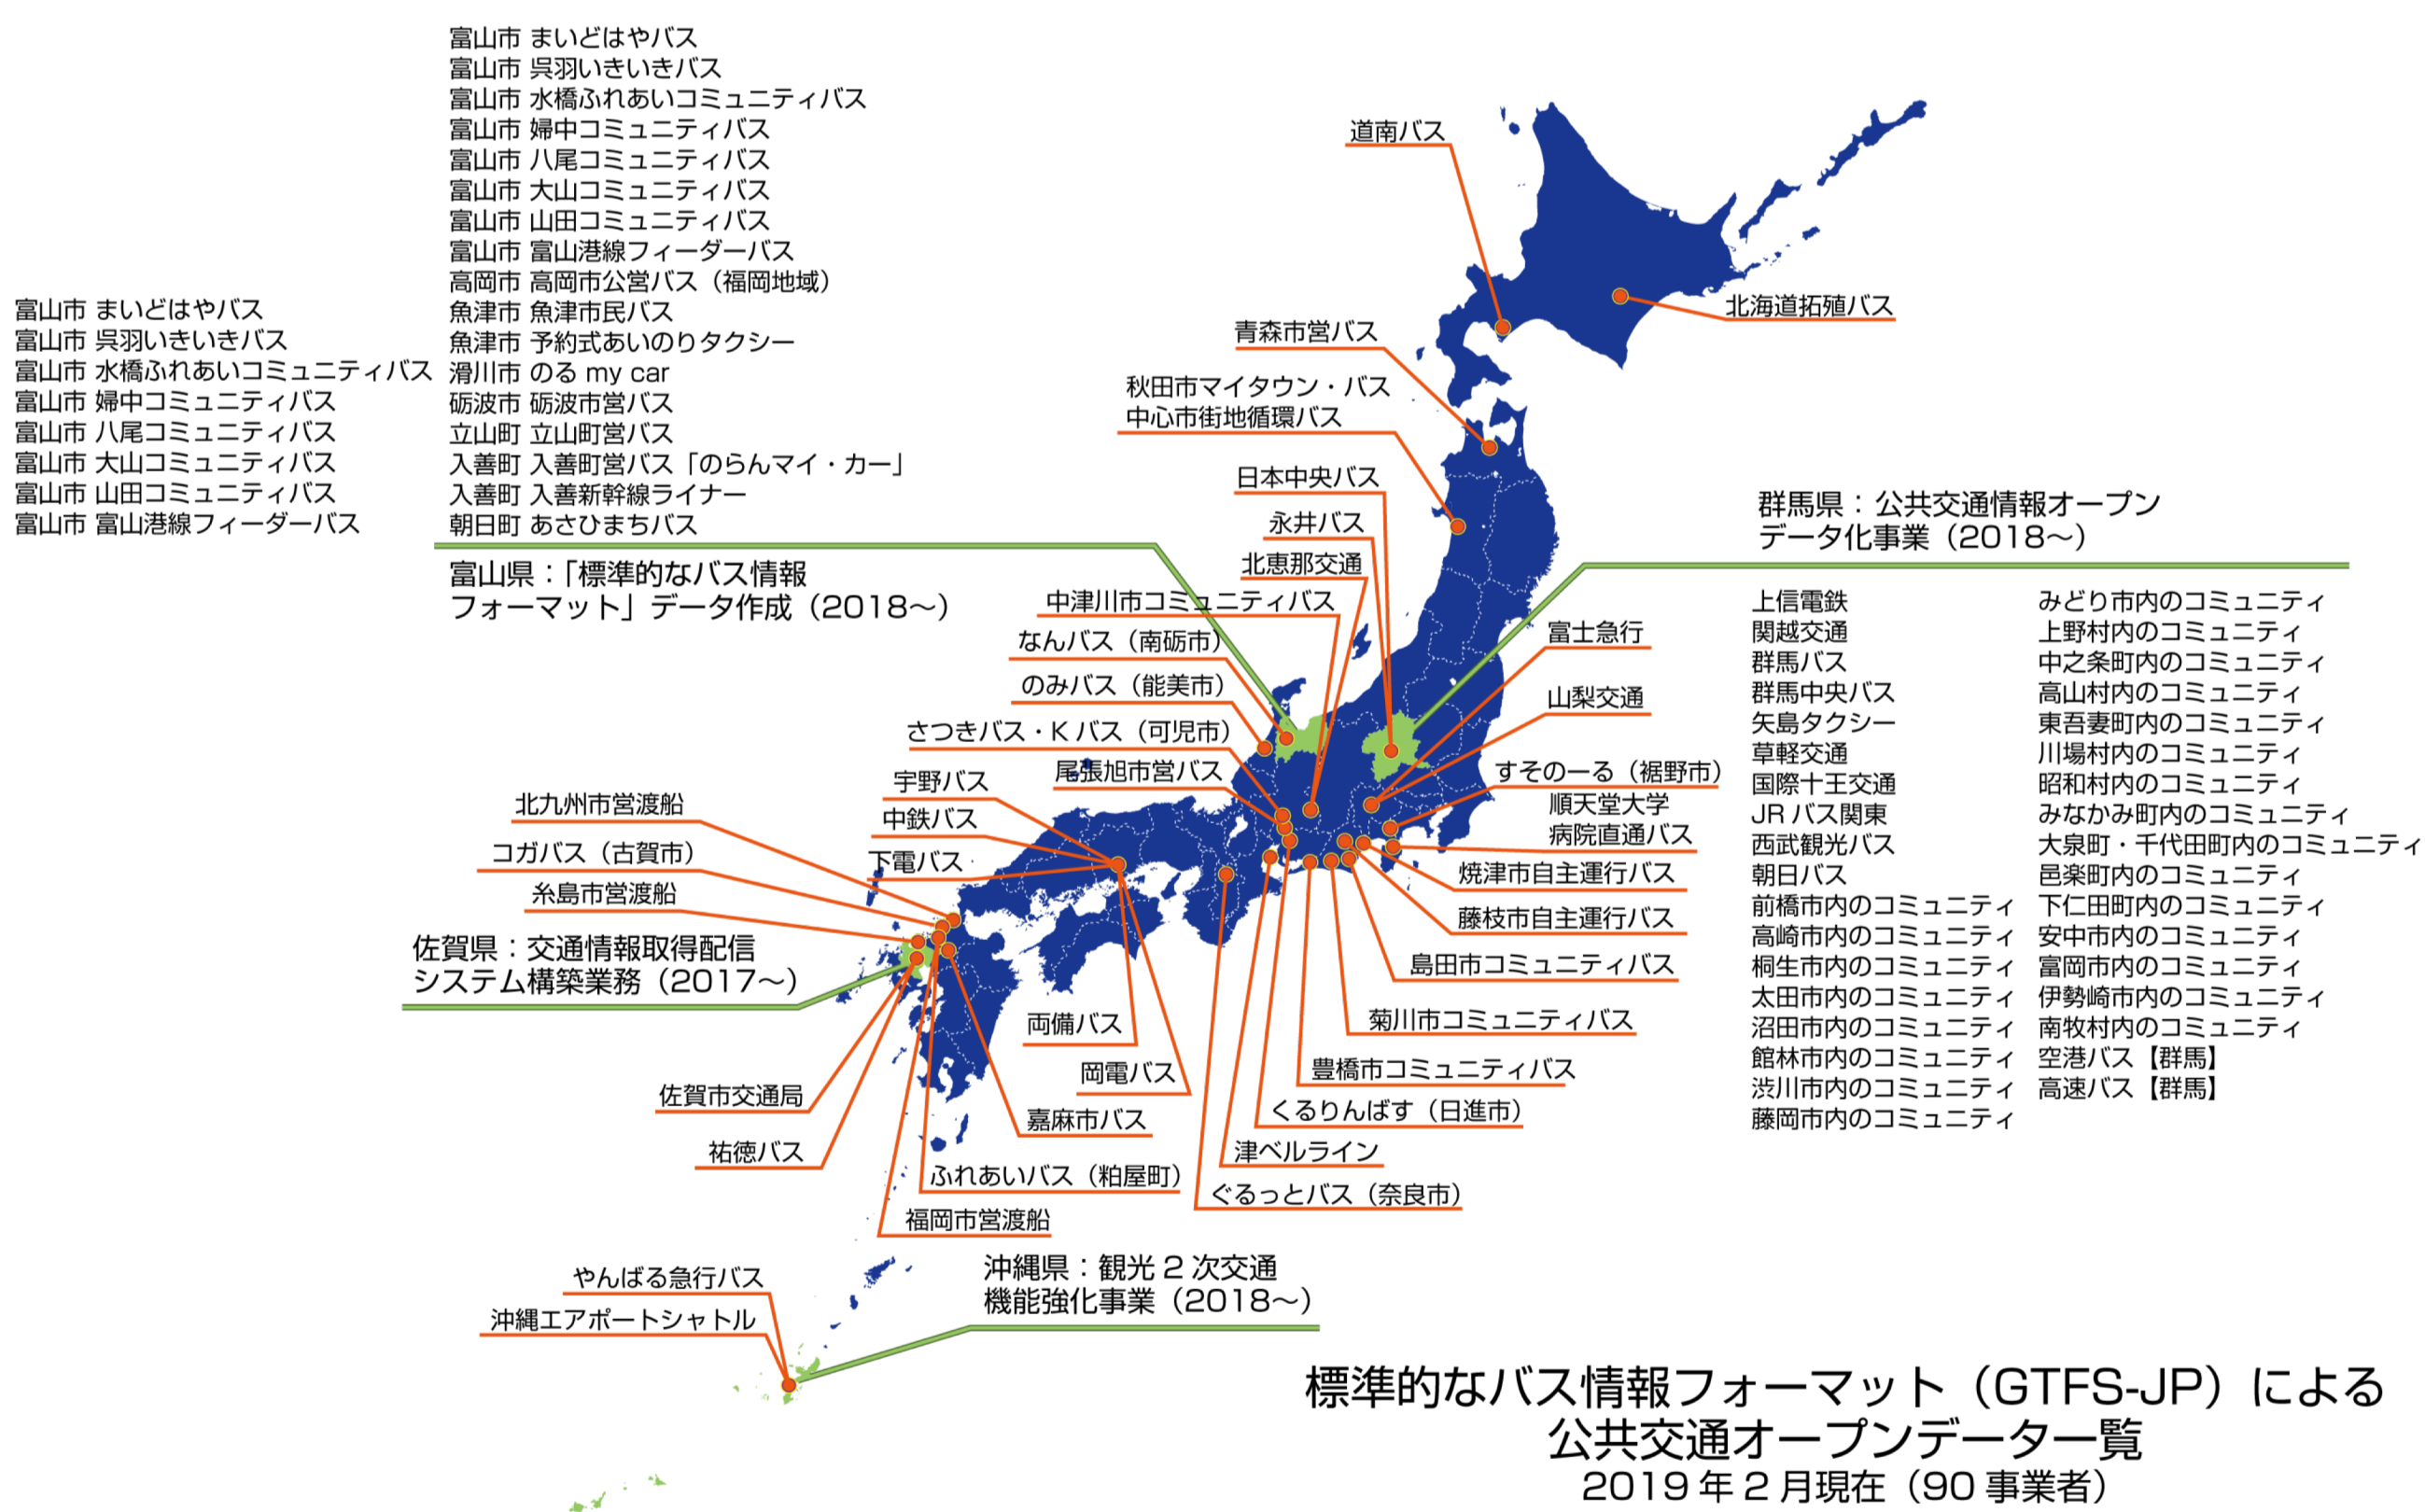 富山市 まいどはやバス
富山市 呉羽いきいきバス
富山市 水橋ふれあいコミュニティバス
富山市 婦中コミュニティバス
富山市 八尾コミュニティバス
富山市 大山コミュニティバス
富山市 山田コミュニティバス
富山市 富山港線フィーダーバス
富山市 まいどはやバス
富山市 呉羽いきいきバス
富山市 水橋ふれあいコミュニティバス
富山市 婦中コミュニティバス
富山市 八尾コミュニティバス
富山市 大山コミュニティバス
富山市 山田コミュニティバス
富山市 富山港線フィーダーバス
高岡市 高岡市公営バス（福岡地域）
魚津市 魚津市民バス
魚津市 予約式あいのりタクシー
滑川市 のる my car
砺波市 砺波市営バス
立山町 立山町営バス
入善町 入善町営バス「のらんマイ・カー」
入善町 入善新幹線ライナー
朝日町 あさひまちバス
富山県：「標準的なバス情報
フォーマット」データ作成（2018〜）
道南バス
北海道拓殖バス
青森市営バス
秋田市マイタウン・バス
中心市街地循環バス
日本中央バス
永井バス
北恵那交通
中津川市コミュニティバス
なんバス（南砺市）
のみバス（能美市）
さつきバス・K バス（可児市）
尾張旭市営バス
宇野バス
中鉄バス
下電バス
北九州市営渡船
コガバス（古賀市）
糸島市営渡船
佐賀県：交通情報取得配信
システム構築業務（2017〜）
佐賀市交通局
祐徳バス
福岡市営渡船
ふれあいバス（粕屋町）
嘉麻市バス
両備バス
岡電バス
ぐるっとバス（奈良市）
津ベルライン
くるりんばす（日進市）
豊橋市コミュニティバス
菊川市コミュニティバス
島田市コミュニティバス
藤枝市自主運行バス
焼津市自主運行バス
順天堂大学
病院直通バス
すそのーる（裾野市）
山梨交通
富士急行
群馬県：公共交通情報オープン
データ化事業（2018〜）
上信電鉄
関越交通
群馬バス
群馬中央バス
矢島タクシー
草軽交通
国際十王交通
JR バス関東
西武観光バス
朝日バス
前橋市内のコミュニティ
高崎市内のコミュニティ
桐生市内のコミュニティ
太田市内のコミュニティ
沼田市内のコミュニティ
館林市内のコミュニティ
渋川市内のコミュニティ
藤岡市内のコミュニティ
みどり市内のコミュニティ
上野村内のコミュニティ
中之条町内のコミュニティ
高山村内のコミュニティ
東吾妻町内のコミュニティ
川場村内のコミュニティ
昭和村内のコミュニティ
みなかみ町内のコミュニティ
大泉町・千代田町内のコミュニティ
邑楽町内のコミュニティ
下仁田町内のコミュニティ
安中市内のコミュニティ
富岡市内のコミュニティ
伊勢崎市内のコミュニティ
南牧村内のコミュニティ
空港バス【群馬】
高速バス【群馬】
やんばる急行バス
沖縄エアポートシャトル
沖縄県：観光 2 次交通
機能強化事業（2018〜）
標準的なバス情報フォーマット（GTFS-JP）による
公共交通オープンデータ一覧
2019 年 2 月現在（90 事業者）